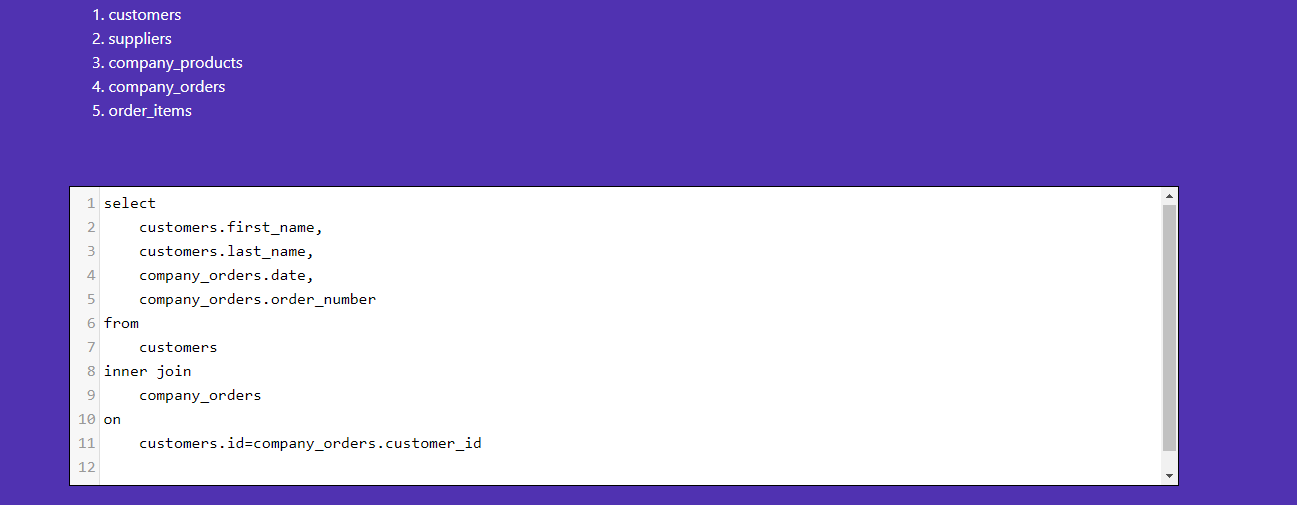 1. customers
2. suppliers
3. company_products
4. company_orders
5. order_items
1 select
2     customers.first_name,
3     customers.last_name,
4     company_orders.date,
5     company_orders.order_number
6 from
7     customers
8 inner join
9     company_orders
10 on
11     customers.id=company_orders.customer_id
12